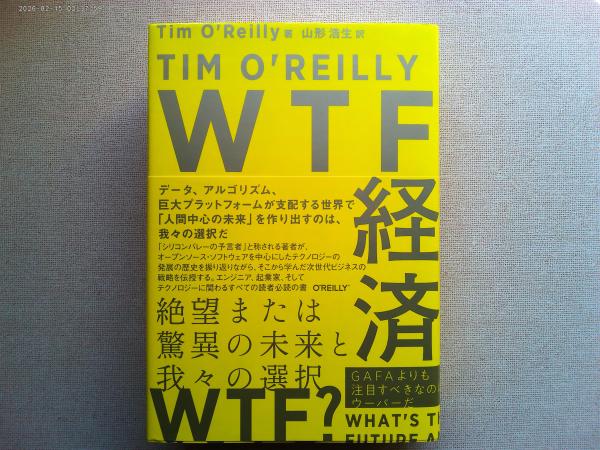 2026-02-15 02:37:59
Tim O'Reilly 著 山形浩生 訳
TIM O'REILLY
WTF
経済
データ、アルゴリズム、
巨大プラットフォームが支配する世界で
「人間中心の未来」を作り出すのは、
我々の選択だ
「シリコンバレーの予言者」と称される著者が、
オープンソース・ソフトウェアを中心にしたテクノロジーの
発展の歴史を振り返りながら、そこから学んだ次世代ビジネスの
戦略を伝授する。エンジニア、起業家、そして
テクノロジーに関わるすべての読者必読の書 O'REILLY
絶望または
驚異の未来と
我々の選択
GAFAよりも
注目すべきなの
ウーバーだ
WTF?
WHAT'S T
FUTURE A